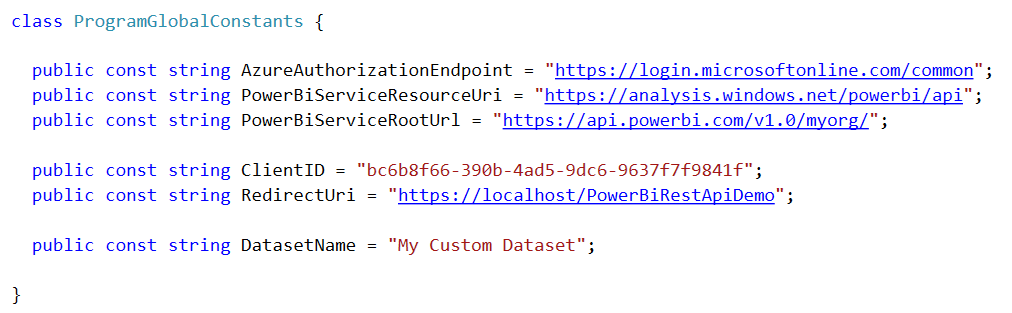 class ProgramGlobalConstants {
public const string AzureAuthorizationEndpoint = "https://login.microsoftonline.com/common";
public const string PowerBiServiceResourceUri = "https://analysis.windows.net/powerbi/api";
public const string PowerBiServiceRootUrl = "https://api.powerbi.com/v1.0/myorg/";
public const string ClientID = "bc6b8f66-390b-4ad5-9dc6-9637f7f9841f";
public const string RedirectUri = "https://localhost/PowerBiRestApiDemo";
public const string DatasetName = "My Custom Dataset";
}